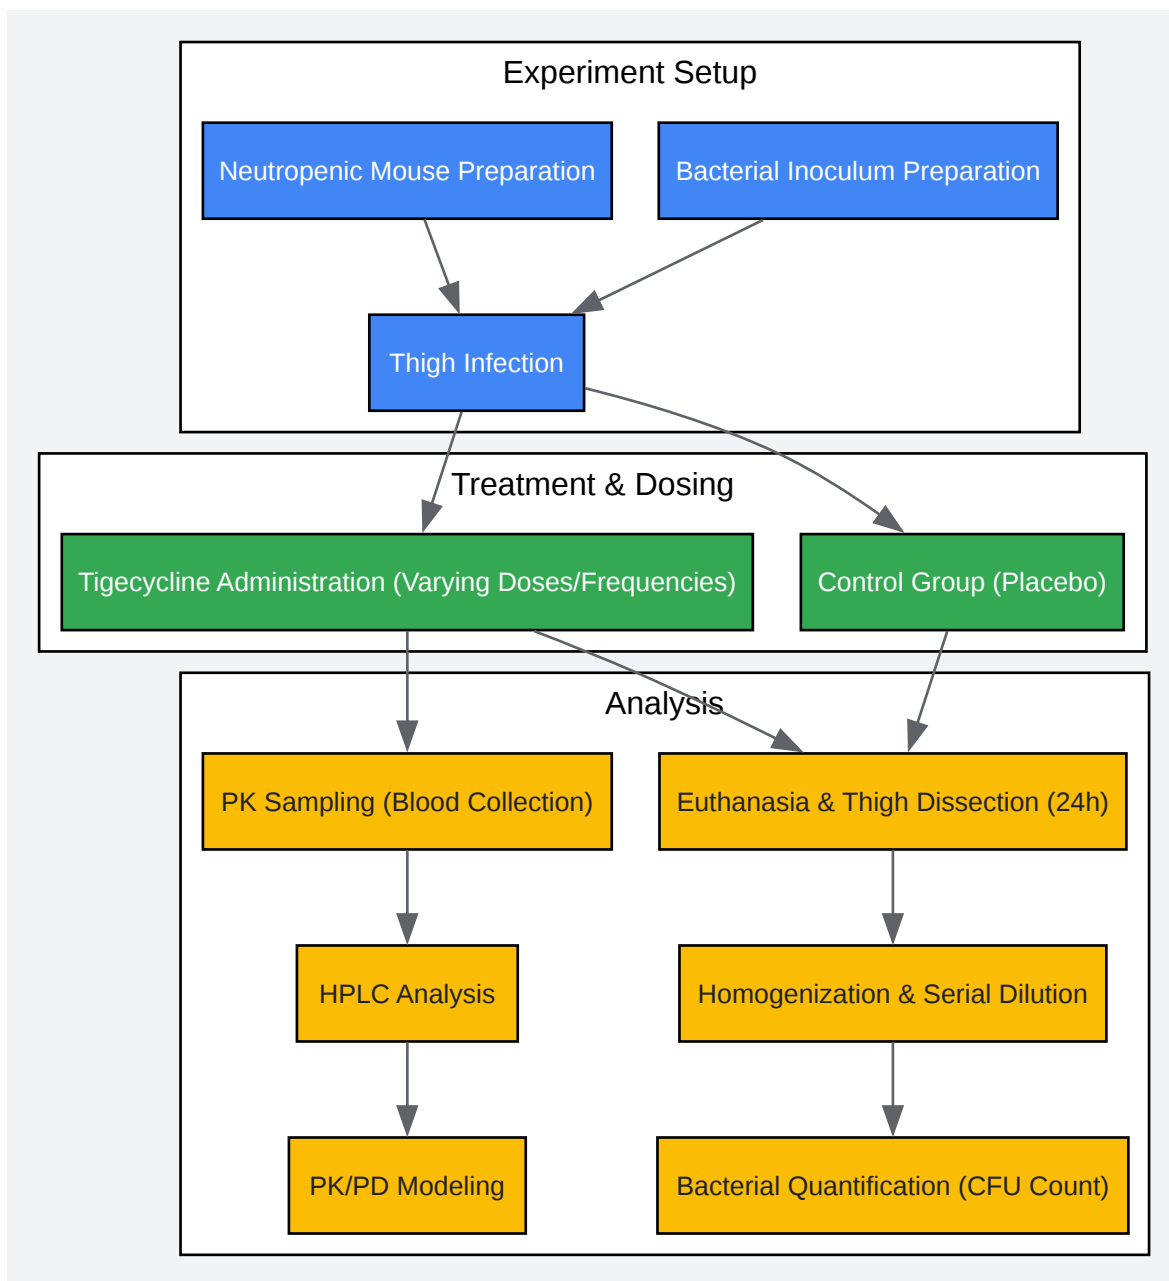 Experiment Setup
Neutropenic Mouse Preparation
Bacterial Inoculum Preparation
Thigh Infection
Treatment & Dosing
Tigecycline Administration (Varying Doses/Frequencies)
Control Group (Placebo)
Analysis
PK Sampling (Blood Collection)
Euthanasia & Thigh Dissection (24h)
HPLC Analysis
Homogenization & Serial Dilution
PK/PD Modeling
Bacterial Quantification (CFU Count)